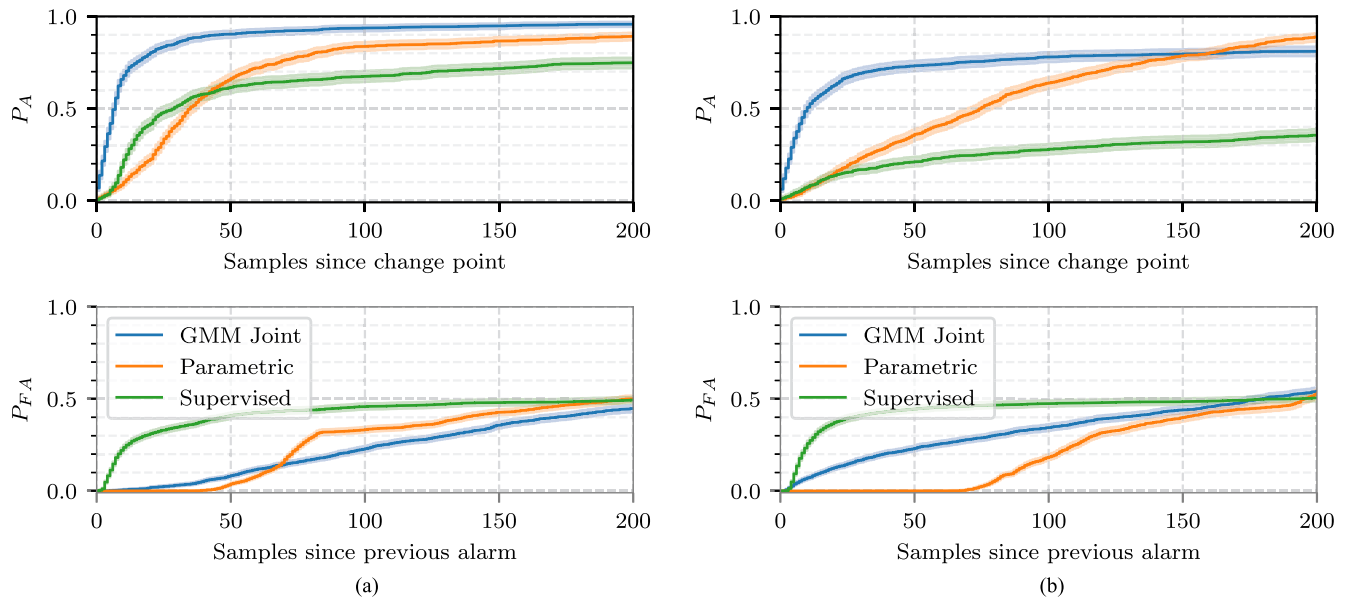 1.0
0.5
0.0
P_A
0 50 100 150 200
Samples since change point
1.0
0.5
0.0
P_A
0 50 100 150 200
Samples since change point
1.0
0.5
0.0
P_{FA}
GMM Joint
Parametric
Supervised
0 50 100 150 200
Samples since previous alarm
(a)
1.0
0.5
0.0
P_{FA}
GMM Joint
Parametric
Supervised
0 50 100 150 200
Samples since previous alarm
(b)